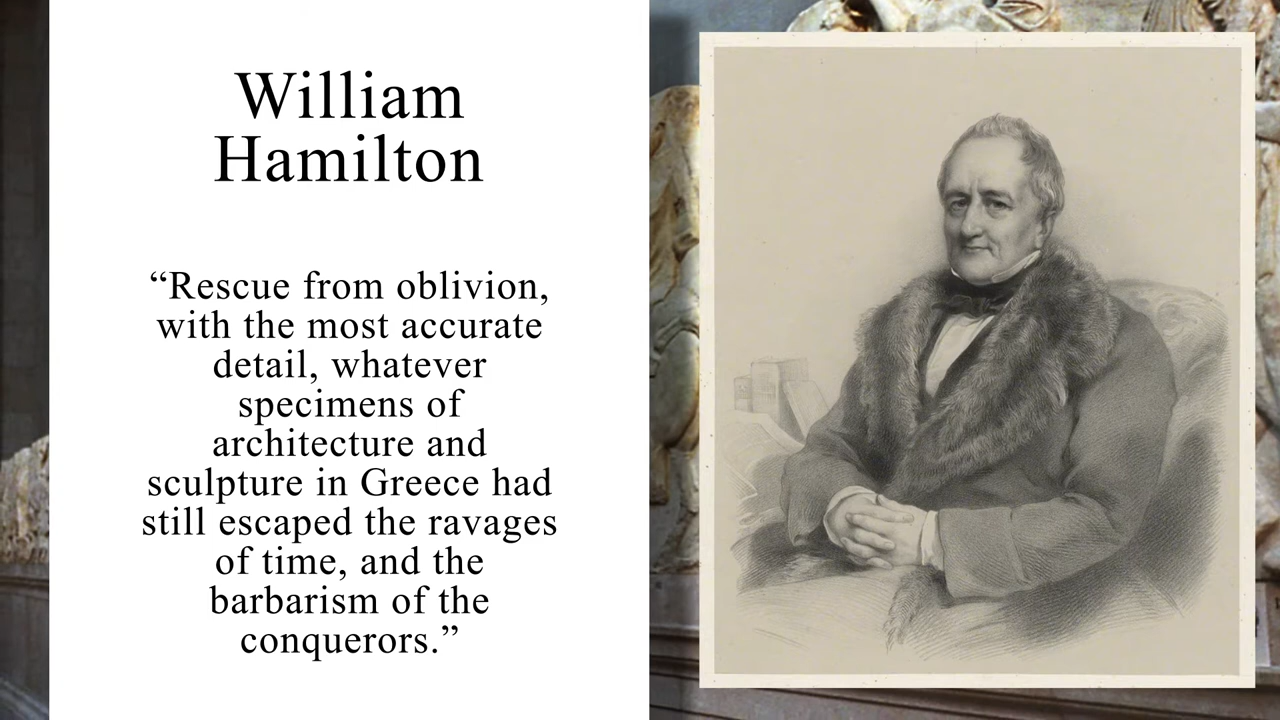 William
Hamilton
“Rescue from oblivion,
with the most accurate
detail, whatever
specimens of
architecture and
sculpture in Greece had
still escaped the ravages
of time, and the
barbarism of the
conquerors.”